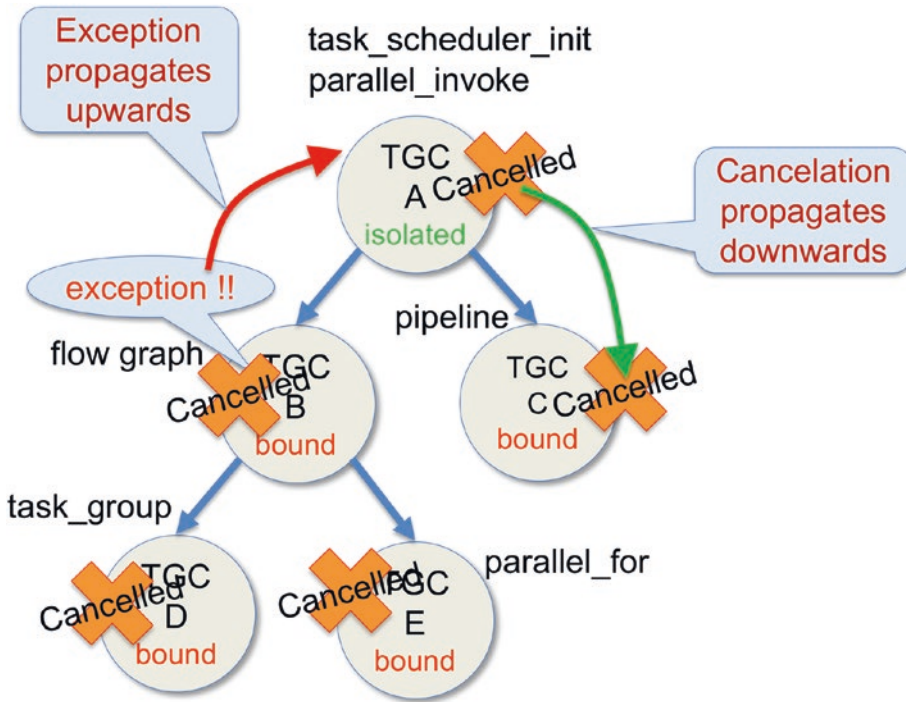 Exception
propagates
upwards
task_scheduler_init
parallel_invoke
TGC
A
Cancelled
isolated
Cancelation
propagates
downwards
exception !!
flow graph
pipeline
TGC
Cancelled
B
bound
TGC
C
Cancelled
bound
task_group
TGC
Cancelled
D
bound
Cancelled
TGC
E
bound
parallel_for